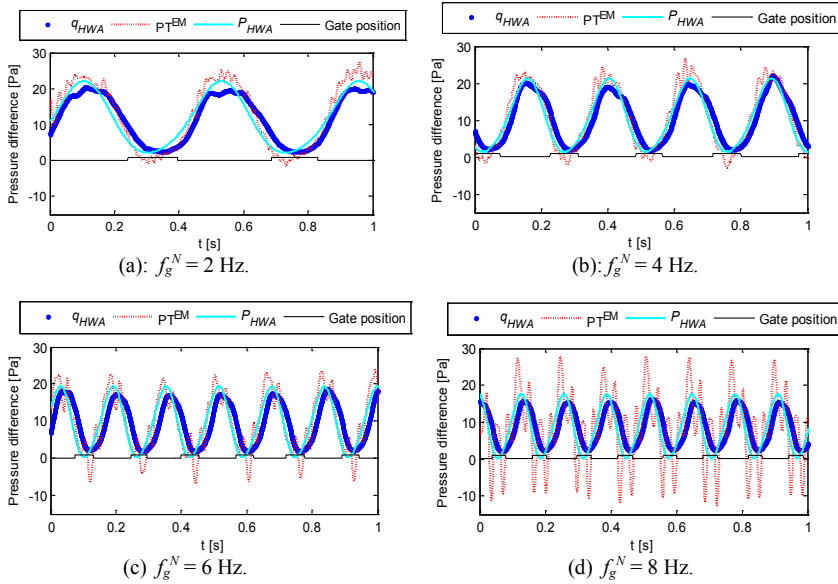 q_HWA PT^EM P_HWA Gate position
Pressure difference [Pa]
30
20
10
0
-10
0 0.2 0.4 0.6 0.8 1
t [s]
(a): f_g^N = 2 Hz.
q_HWA PT^EM P_HWA Gate position
Pressure difference [Pa]
30
20
10
0
-10
0 0.2 0.4 0.6 0.8 1
t [s]
(b): f_g^N = 4 Hz.
q_HWA PT^EM P_HWA Gate position
Pressure difference [Pa]
30
20
10
0
-10
0 0.2 0.4 0.6 0.8 1
t [s]
(c) f_g^N = 6 Hz.
q_HWA PT^EM P_HWA Gate position
Pressure difference [Pa]
30
20
10
0
-10
0 0.2 0.4 0.6 0.8 1
t [s]
(d) f_g^N = 8 Hz.